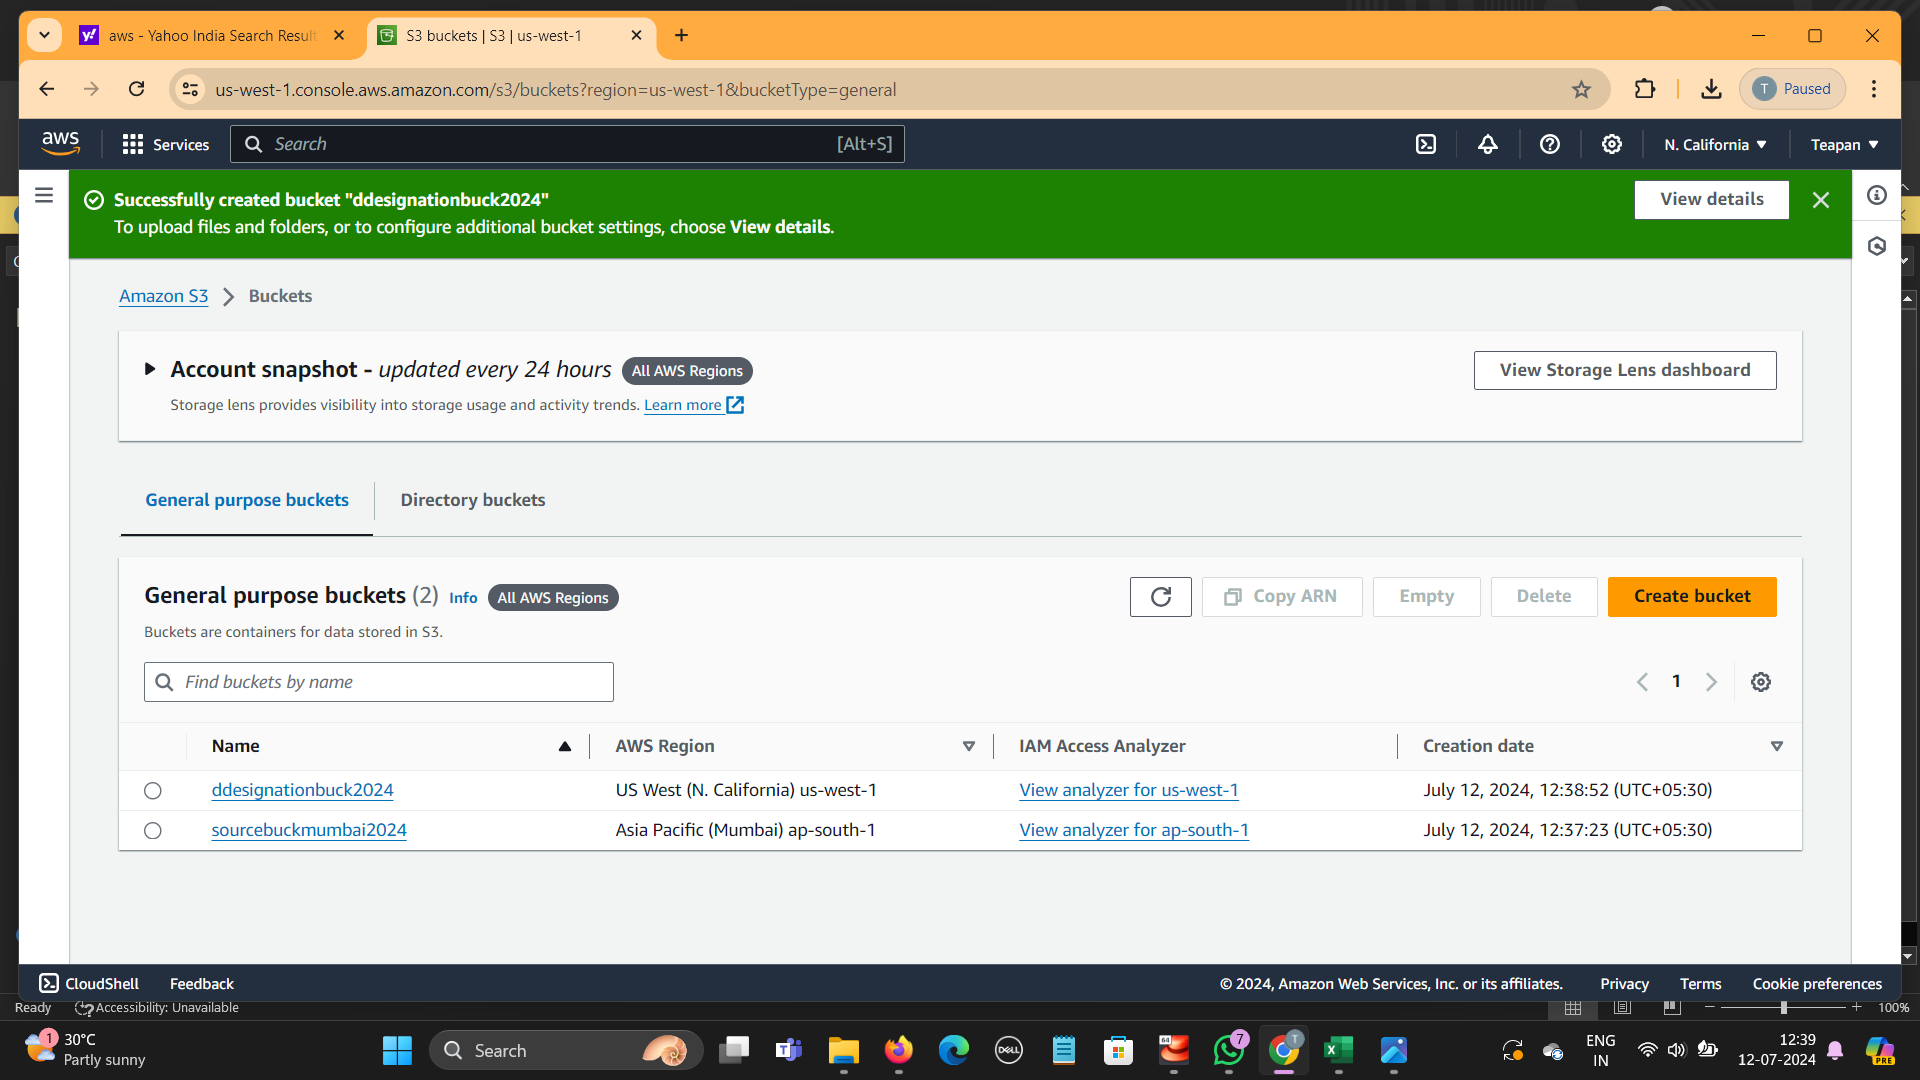 aws - Yahoo India Search Result
S3 buckets | S3 | us-west-1
us-west-1.console.aws.amazon.com/s3/buckets?region=us-west-1&bucketType=general
T Paused
aws
Services
Search [Alt+S]
N. California
Teapan
Successfully created bucket "ddesignationbuck2024"
To upload files and folders, or to configure additional bucket settings, choose View details.
View details
Amazon S3 Buckets
Account snapshot - updated every 24 hours All AWS Regions
Storage lens provides visibility into storage usage and activity trends. Learn more
View Storage Lens dashboard
General purpose buckets
Directory buckets
General purpose buckets (2) Info All AWS Regions
Buckets are containers for data stored in S3.
Copy ARN
Empty
Delete
Create bucket
Find buckets by name
1
Name AWS Region IAM Access Analyzer Creation date
ddesignationbuck2024 US West (N. California) us-west-1 View analyzer for us-west-1 July 12, 2024, 12:38:52 (UTC+05:30)
sourcebuckmumbai2024 Asia Pacific (Mumbai) ap-south-1 View analyzer for ap-south-1 July 12, 2024, 12:37:23 (UTC+05:30)
CloudShell Feedback © 2024, Amazon Web Services, Inc. or its affiliates. Privacy Terms Cookie preferences
Ready Accessibility: Unavailable 100%
1
30°C
Partly sunny
Search
DELL
64
7
T
ENG
IN
12:39
12-07-2024
PRE